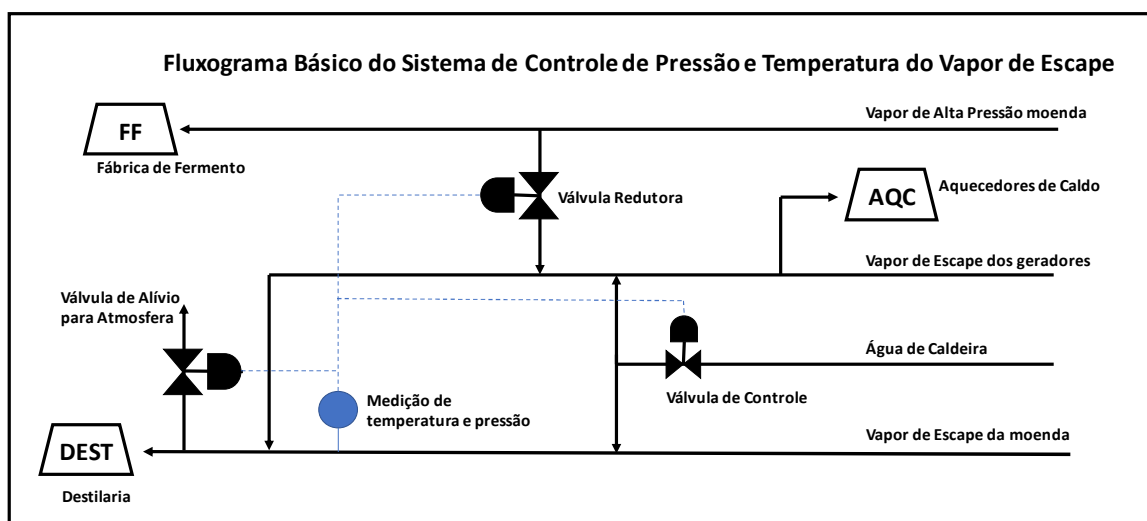 Fluxograma Básico do Sistema de Controle de Pressão e Temperatura do Vapor de Escape
Vapor de Alta Pressão moenda
FF
Fábrica de Fermento
Válvula Redutora
AQC
Aquecedores de Caldo
Vapor de Escape dos geradores
Válvula de Alívio
para Atmosfera
Água de Caldeira
Válvula de Controle
Medição de
temperatura e pressão
Vapor de Escape da moenda
DEST
Destilaria